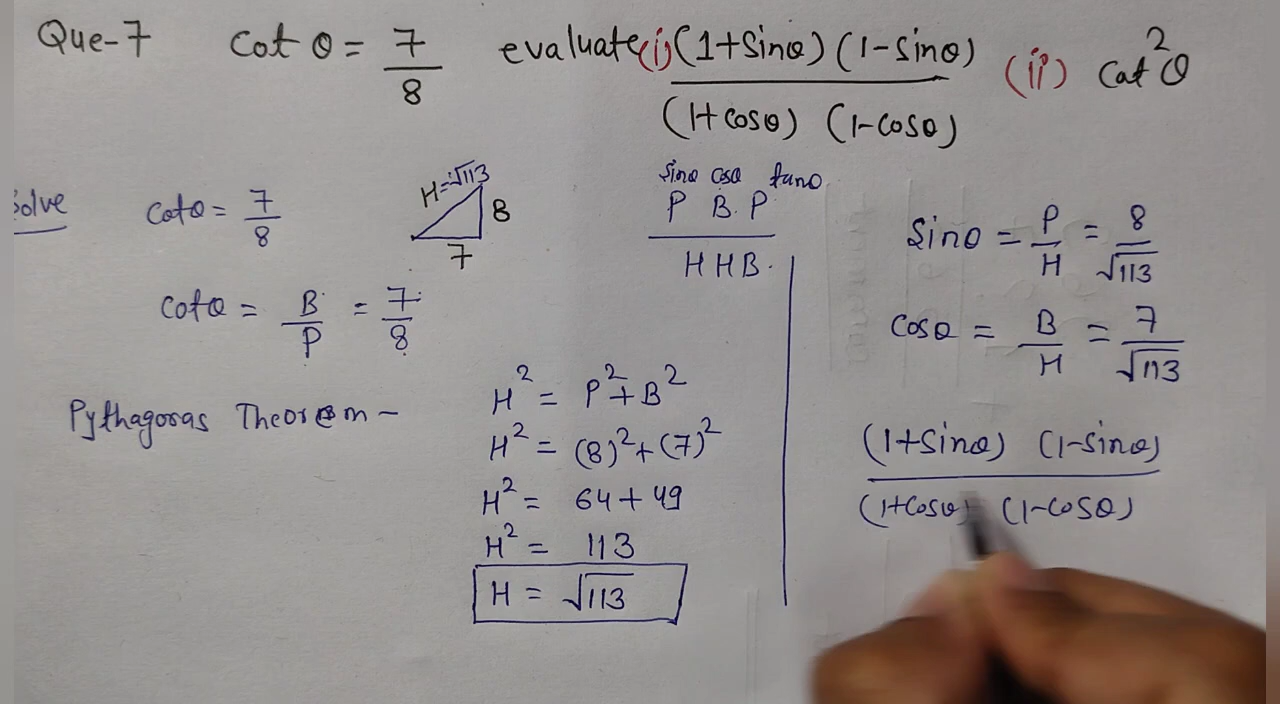 Que-7 Cot θ = 7/8 evaluate (i) (1+Sinθ) (1-Sinθ) / (1+Cosθ) (1-Cosθ) (ii) Cot²θ
Solve Cotθ = 7/8
H=√113
8
7
Sinθ Cosθ tanθ
P B. P
H H B.
Cotθ = B/P = 7/8
Pythagoras Theorem -
H² = P²+B²
H² = (8)²+(7)²
H² = 64+49
H² = 113
H = √113
Sinθ = P/H = 8/√113
Cosθ = B/H = 7/√113
(1+Sinθ) (1-Sinθ)
(1+Cosθ) (1-Cosθ)